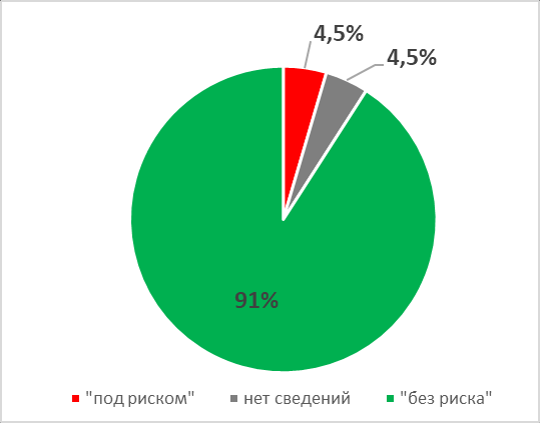 4,5%
4,5%
91%
"под риском" нет сведений "без риска"